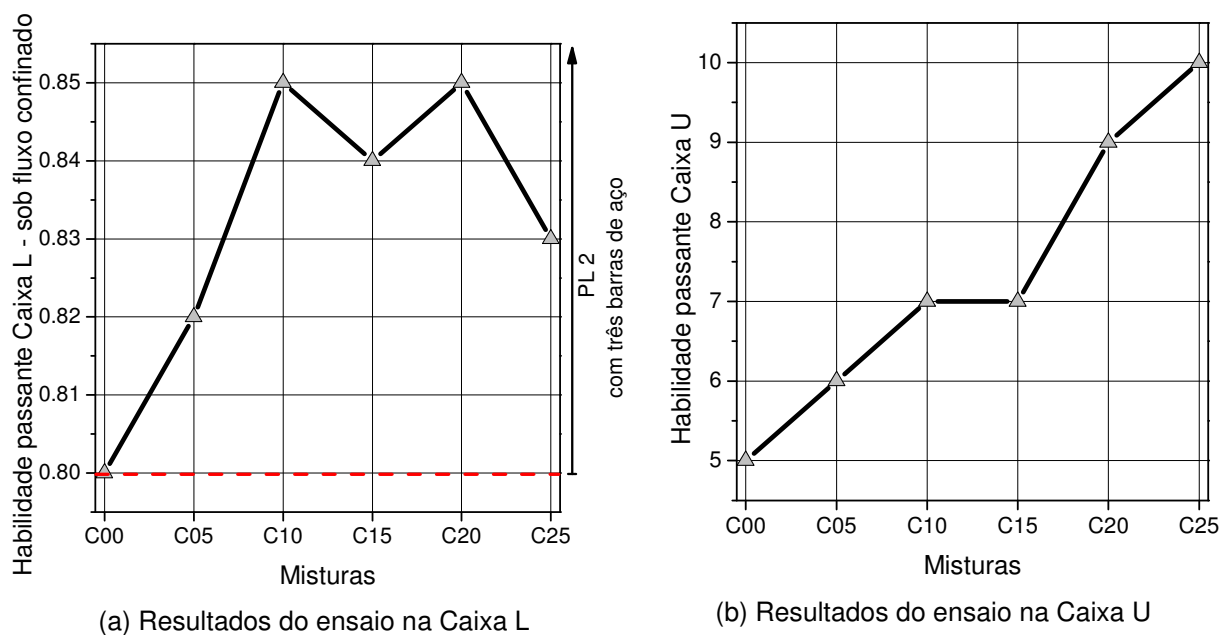 Habilidade passante Caixa L - sob fluxo confinado
0.85
0.84
0.83
0.82
0.81
0.80
C00 C05 C10 C15 C20 C25
Misturas
PL 2
com três barras de aço
(a) Resultados do ensaio na Caixa L
Habilidade passante Caixa U
10
9
8
7
6
5
C00 C05 C10 C15 C20 C25
Misturas
(b) Resultados do ensaio na Caixa U